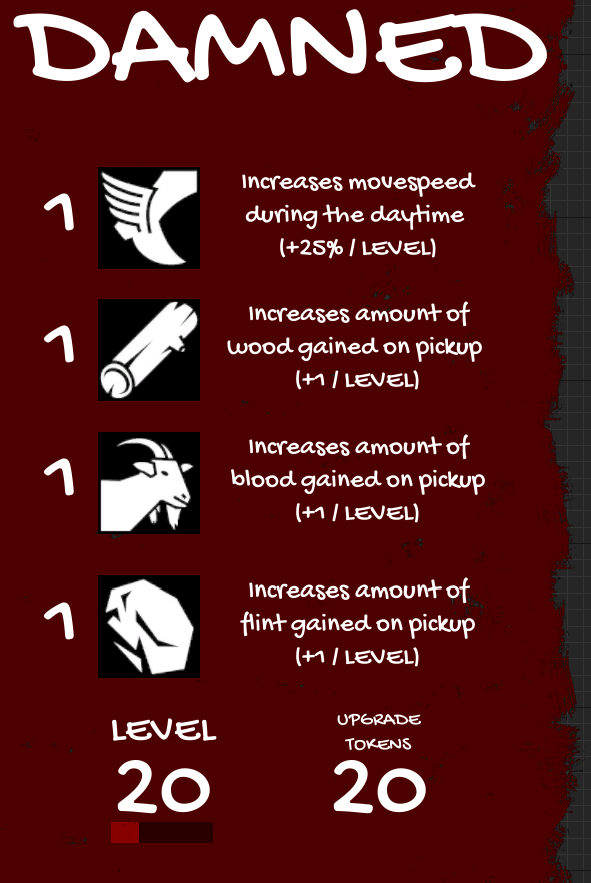 DAMNED
1
Increases movespeed
during the daytime
(+25% / LEVEL)
1
Increases amount of
wood gained on pickup
(+1 / LEVEL)
1
Increases amount of
blood gained on pickup
(+1 / LEVEL)
1
Increases amount of
flint gained on pickup
(+1 / LEVEL)
LEVEL
20
UPGRADE
TOKENS
20